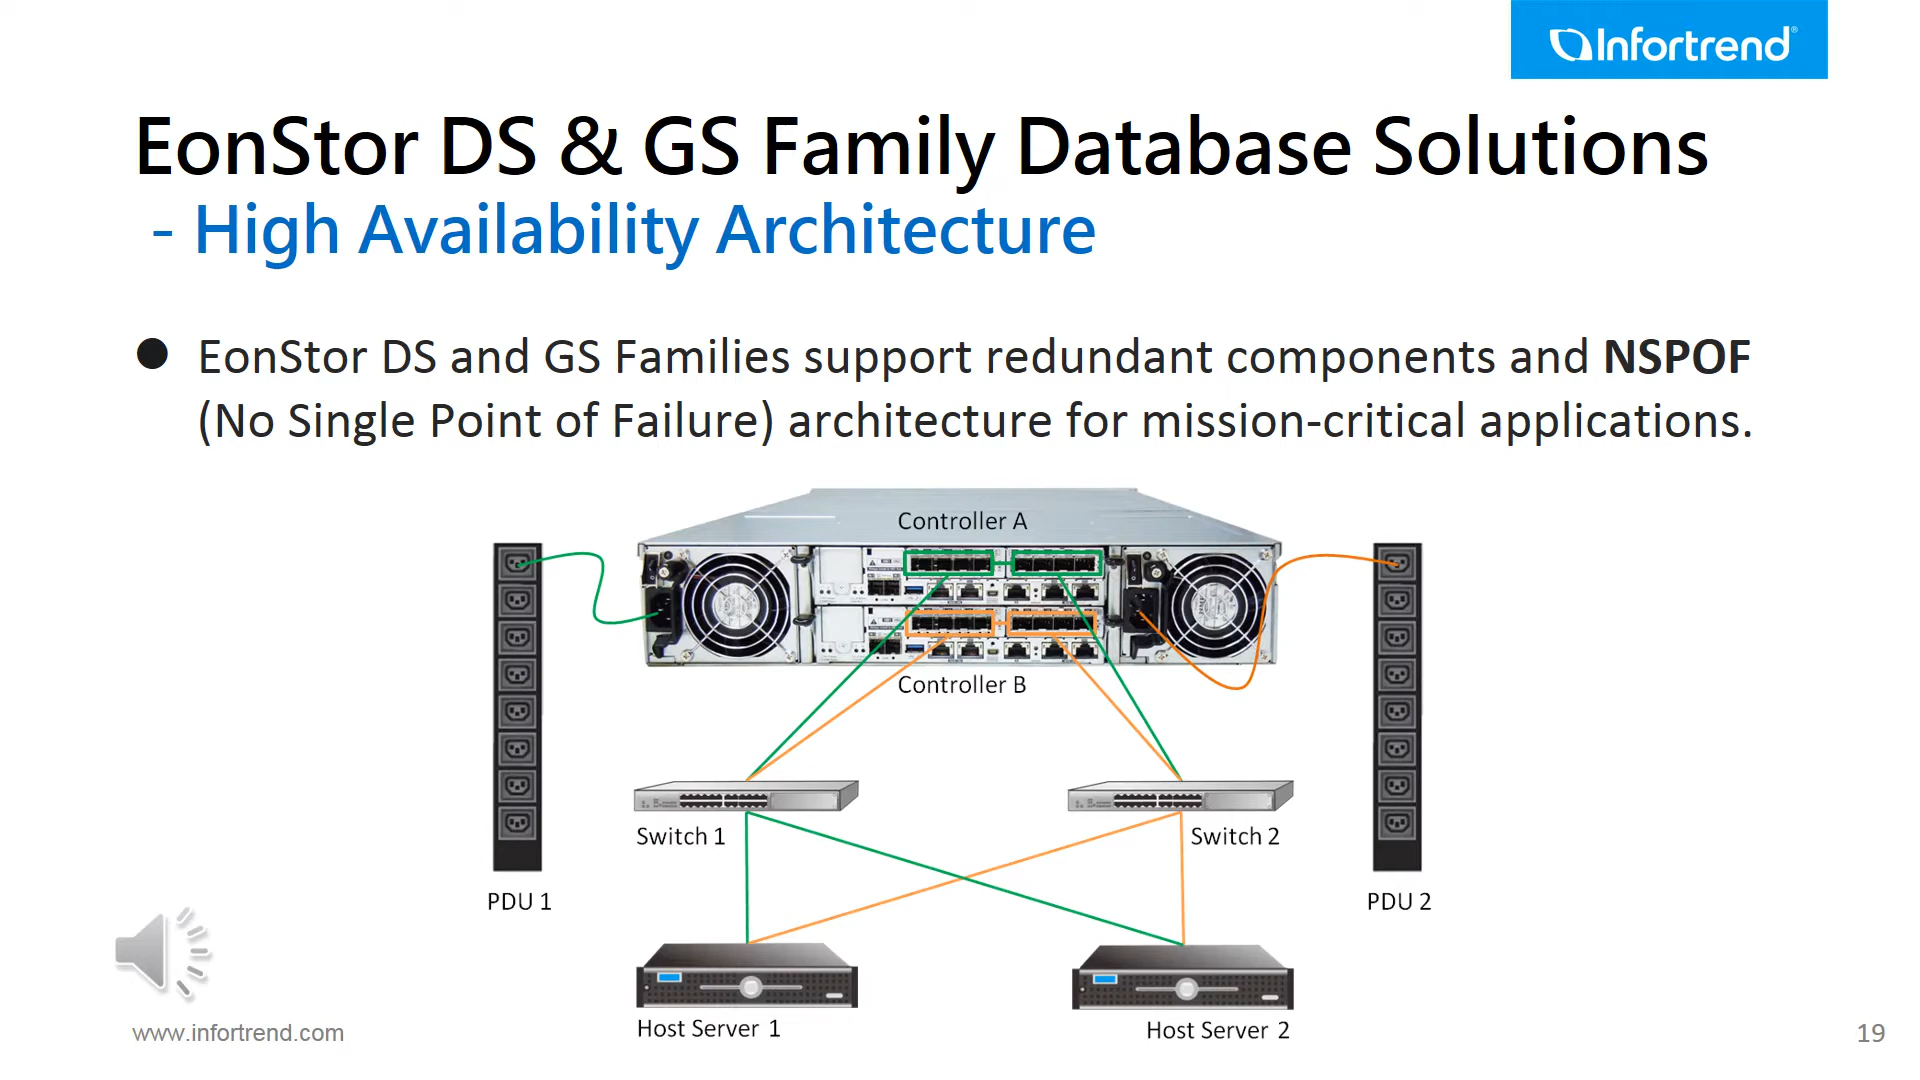 Infortrend®
EonStor DS & GS Family Database Solutions
- High Availability Architecture
● EonStor DS and GS Families support redundant components and NSPOF
(No Single Point of Failure) architecture for mission-critical applications.
Controller A
Controller B
Switch 1
Switch 2
PDU 1
PDU 2
Host Server 1
Host Server 2
www.infortrend.com
19